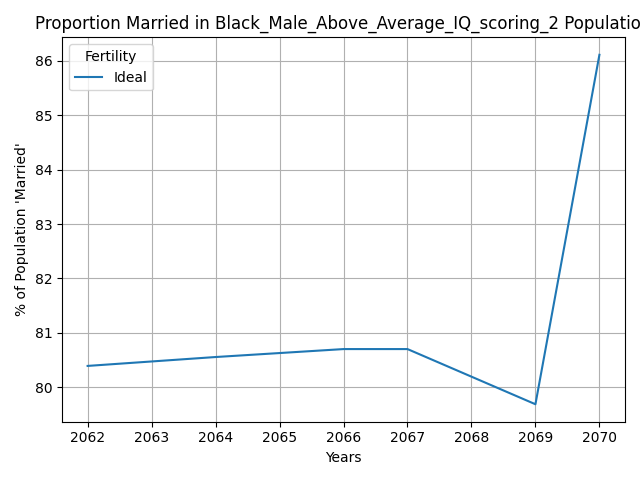 Proportion Married in Black_Male_Above_Average_IQ_scoring_2 Populatio
Fertility
Ideal
86
85
84
83
82
81
80
% of Population 'Married'
2062 2063 2064 2065 2066 2067 2068 2069 2070
Years